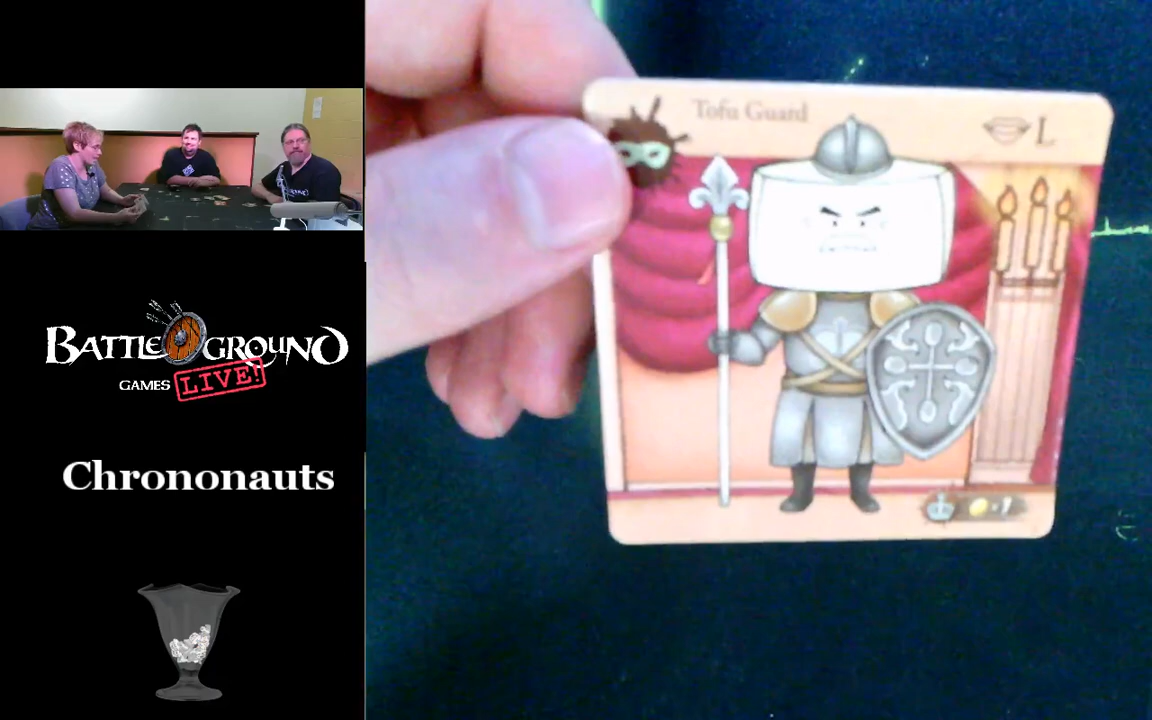 Tofu Guard
L
BATTLEGROUND
GAMES LIVE!
Chrononauts